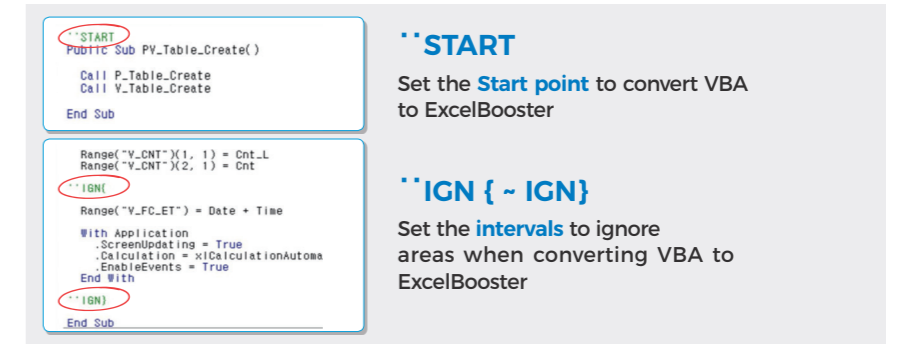 ˙˙START
Public Sub PV_Table_Create()
Call P_Table_Create
Call V_Table_Create
End Sub
˙˙START
Set the Start point to convert VBA
to ExcelBooster
Range("V_CNT")(1, 1) = Cnt_L
Range("V_CNT")(2, 1) = Cnt
˙˙IGN{
Range("V_FC_ET") = Date + Time
With Application
.ScreenUpdating = True
.Calculation = xlCalculationAutoma
.EnableEvents = True
End With
˙˙IGN}
End Sub
˙˙IGN { ~ IGN}
Set the intervals to ignore
areas when converting VBA to
ExcelBooster